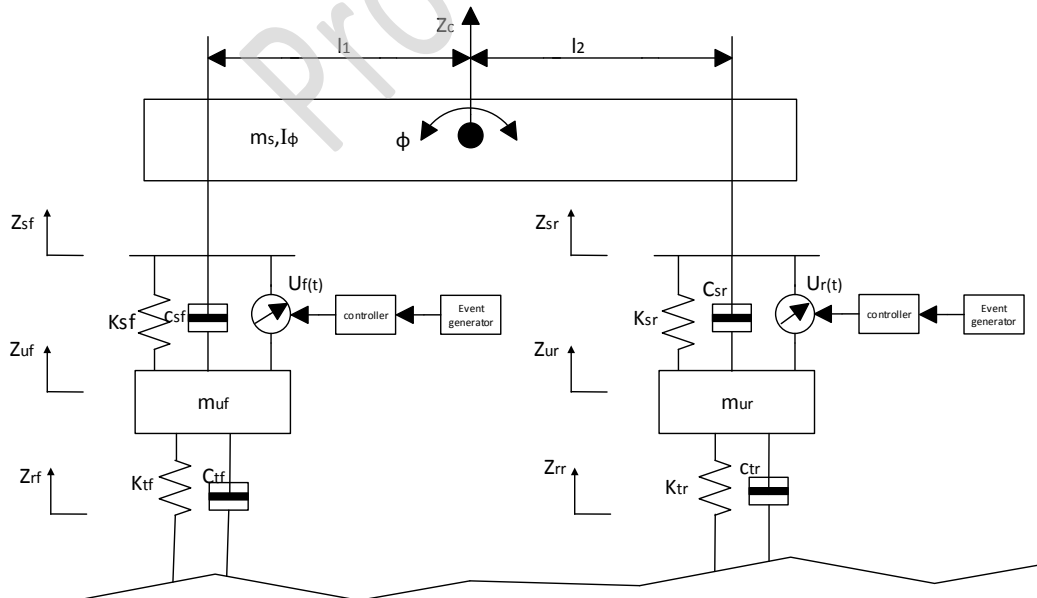 Pro
Zc
l1
l2
ms,Iϕ
ϕ
Zsf
Zsr
Uf(t)
Ur(t)
Ksf
csf
controller
Event
generator
Ksr
Csr
controller
Event
generator
Zuf
Zur
muf
mur
Zrf
Zrr
Ktf
Ctf
Ktr
ctr